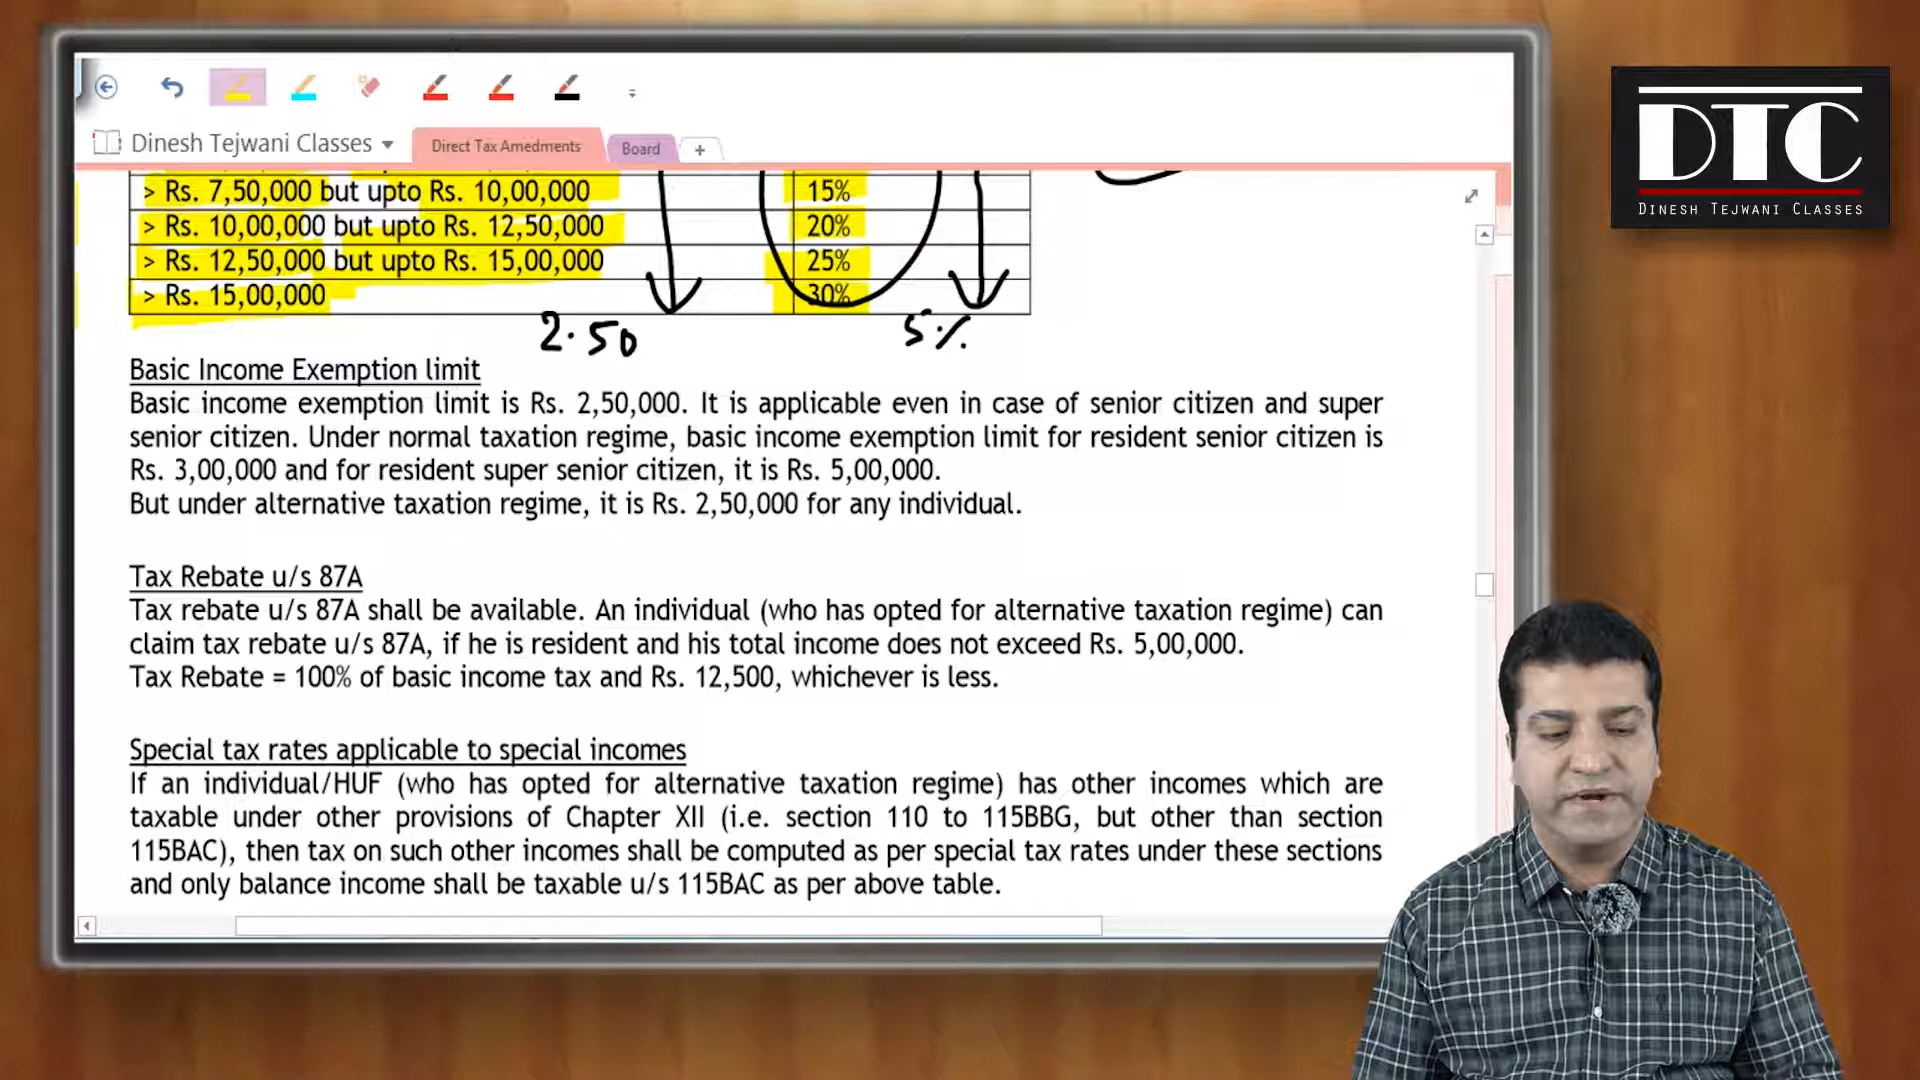 Dinesh Tejwani Classes
Direct Tax Amedments
Board
DTC
DINESH TEJWANI CLASSES
> Rs. 7,50,000 but upto Rs. 10,00,000 15%
> Rs. 10,00,000 but upto Rs. 12,50,000 20%
> Rs. 12,50,000 but upto Rs. 15,00,000 25%
> Rs. 15,00,000 30%
2.50 5%
Basic Income Exemption limit
Basic income exemption limit is Rs. 2,50,000. It is applicable even in case of senior citizen and super
senior citizen. Under normal taxation regime, basic income exemption limit for resident senior citizen is
Rs. 3,00,000 and for resident super senior citizen, it is Rs. 5,00,000.
But under alternative taxation regime, it is Rs. 2,50,000 for any individual.
Tax Rebate u/s 87A
Tax rebate u/s 87A shall be available. An individual (who has opted for alternative taxation regime) can
claim tax rebate u/s 87A, if he is resident and his total income does not exceed Rs. 5,00,000.
Tax Rebate = 100% of basic income tax and Rs. 12,500, whichever is less.
Special tax rates applicable to special incomes
If an individual/HUF (who has opted for alternative taxation regime) has other incomes which are
taxable under other provisions of Chapter XII (i.e. section 110 to 115BBG, but other than section
115BAC), then tax on such other incomes shall be computed as per special tax rates under these sections
and only balance income shall be taxable u/s 115BAC as per above table.